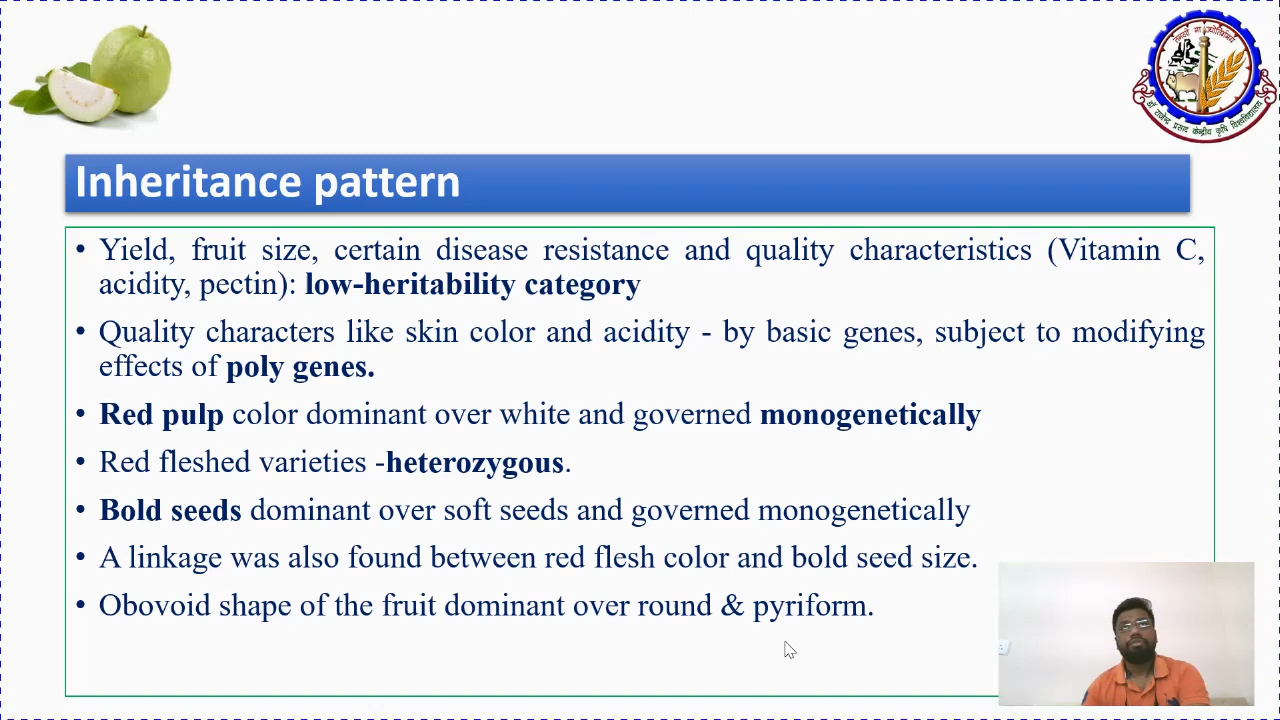 Inheritance pattern
• Yield, fruit size, certain disease resistance and quality characteristics (Vitamin C,
acidity, pectin): low-heritability category
• Quality characters like skin color and acidity - by basic genes, subject to modifying
effects of poly genes.
• Red pulp color dominant over white and governed monogenetically
• Red fleshed varieties -heterozygous.
• Bold seeds dominant over soft seeds and governed monogenetically
• A linkage was also found between red flesh color and bold seed size.
• Obovoid shape of the fruit dominant over round & pyriform.